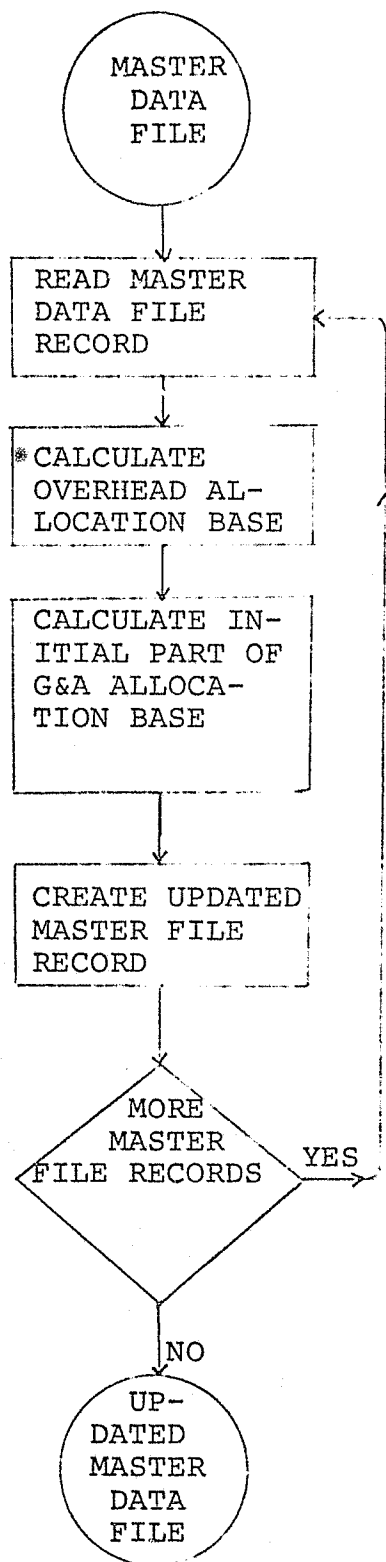 MASTER
DATA
FILE
READ MASTER
DATA FILE
RECORD
CALCULATE
OVERHEAD AL-
LOCATION BASE
CALCULATE IN-
ITIAL PART OF
G&A ALLOCA-
TION BASE
CREATE UPDATED
MASTER FILE
RECORD
MORE
MASTER
FILE RECORDS
YES
NO
UP-
DATED
MASTER
DATA
FILE